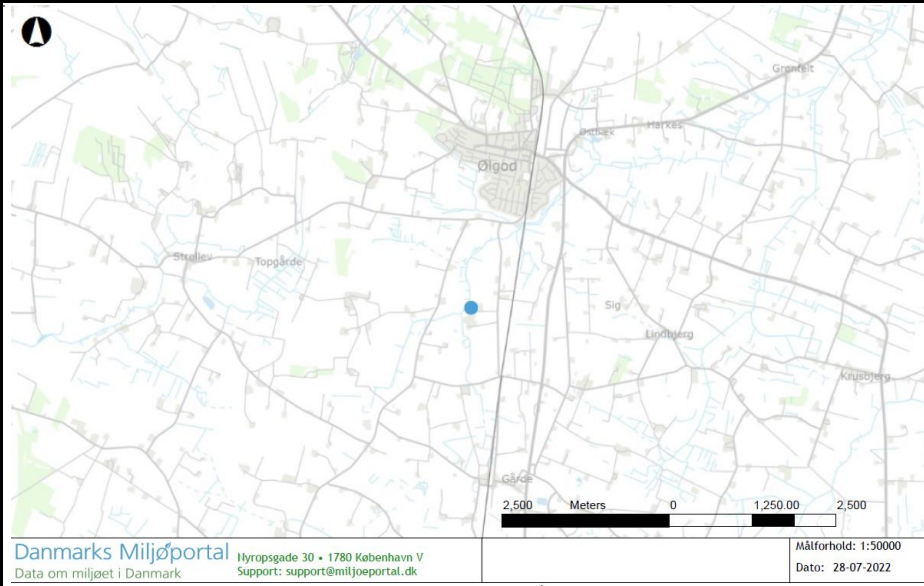 Grønfelt
Østbæk
Hørkes
Ølgod
Strellev
Topgårde
Sig
Lindbjerg
Krusbjerg
Gårde
2,500 Meters 0 1,250.00 2,500
Danmarks Miljøportal
Data om miljøet i Danmark
Nyropsgade 30 • 1780 København V
Support: support@miljoeportal.dk
Målforhold: 1:50000
Dato: 28-07-2022